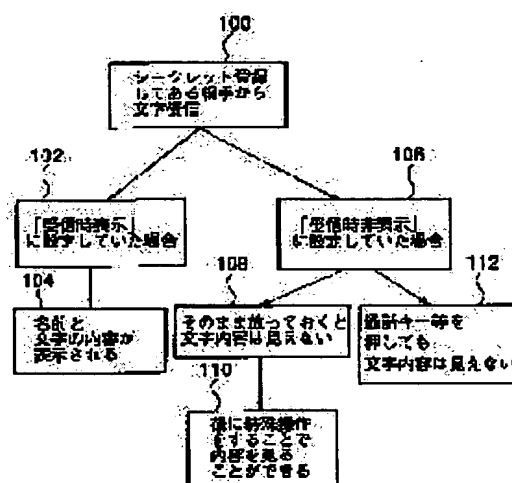 100
シークレット登録
してある相手から
文字受信
102
106
「受信時表示」
に設定していた場合
「受信時非表示」
に設定していた場合
104
108
112
名前と
文字の内容が
表示される
そのまま放っておくと
文字内容は見えない
通話キー等を
押しても
文字内容は見えない
110
後に特殊操作
をすることで
内容を見る
ことができる